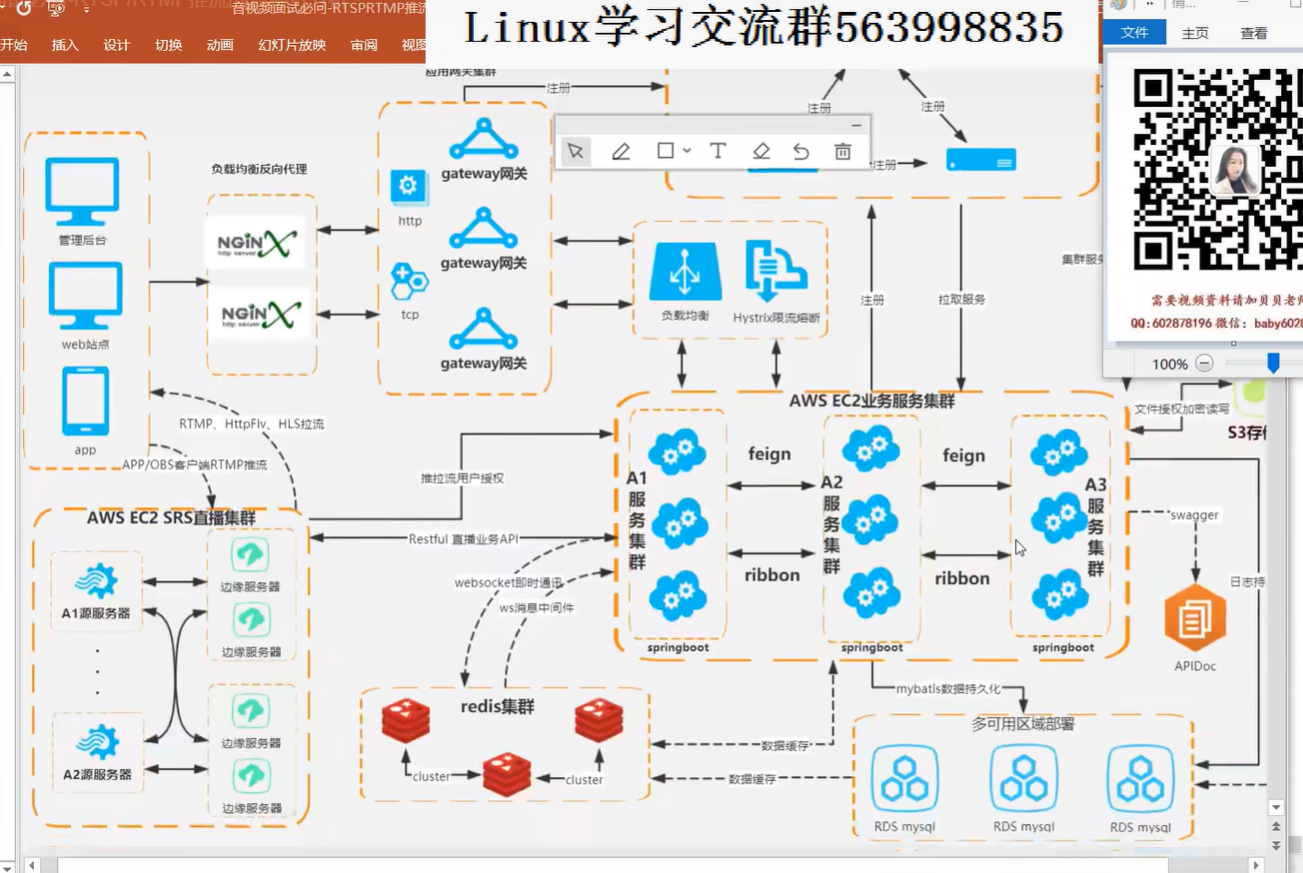 音视频面试必问-RTSPRTMP推流
Linux学习交流群563998835
开始 插入 设计 切换 动画 幻灯片放映 审阅 视图
文件 主页 查看
应用网关集群
注册
注册
注册
注册
负载均衡反向代理
gateway网关
http
管理后台
NGiNX
http server
gateway网关
集群服务
tcp
NGiNX
http server
负载均衡
Hystrix限流熔断
注册
拉取服务
需要视频资料请加贝贝老师
QQ:602878196 微信: baby6028
web站点
gateway网关
100%
AWS EC2业务服务集群
文件授权加密读写
RTMP、HttpFlv、HLS拉流
S3存储
app
APP/OBS客户端RTMP推流
推拉流用户授权
A1服务集群
feign
A2服务集群
feign
A3服务集群
AWS EC2 SRS直播集群
swagger
Restful 直播业务API
边缘服务器
websocket即时通讯
ribbon
ribbon
日志持
A1源服务器
ws消息中间件
边缘服务器
springboot
springboot
springboot
APIDoc
redis集群
mybatis数据持久化
多可用区域部署
边缘服务器
数据缓存
A2源服务器
cluster
cluster
数据缓存
边缘服务器
RDS mysql
RDS mysql
RDS mysql